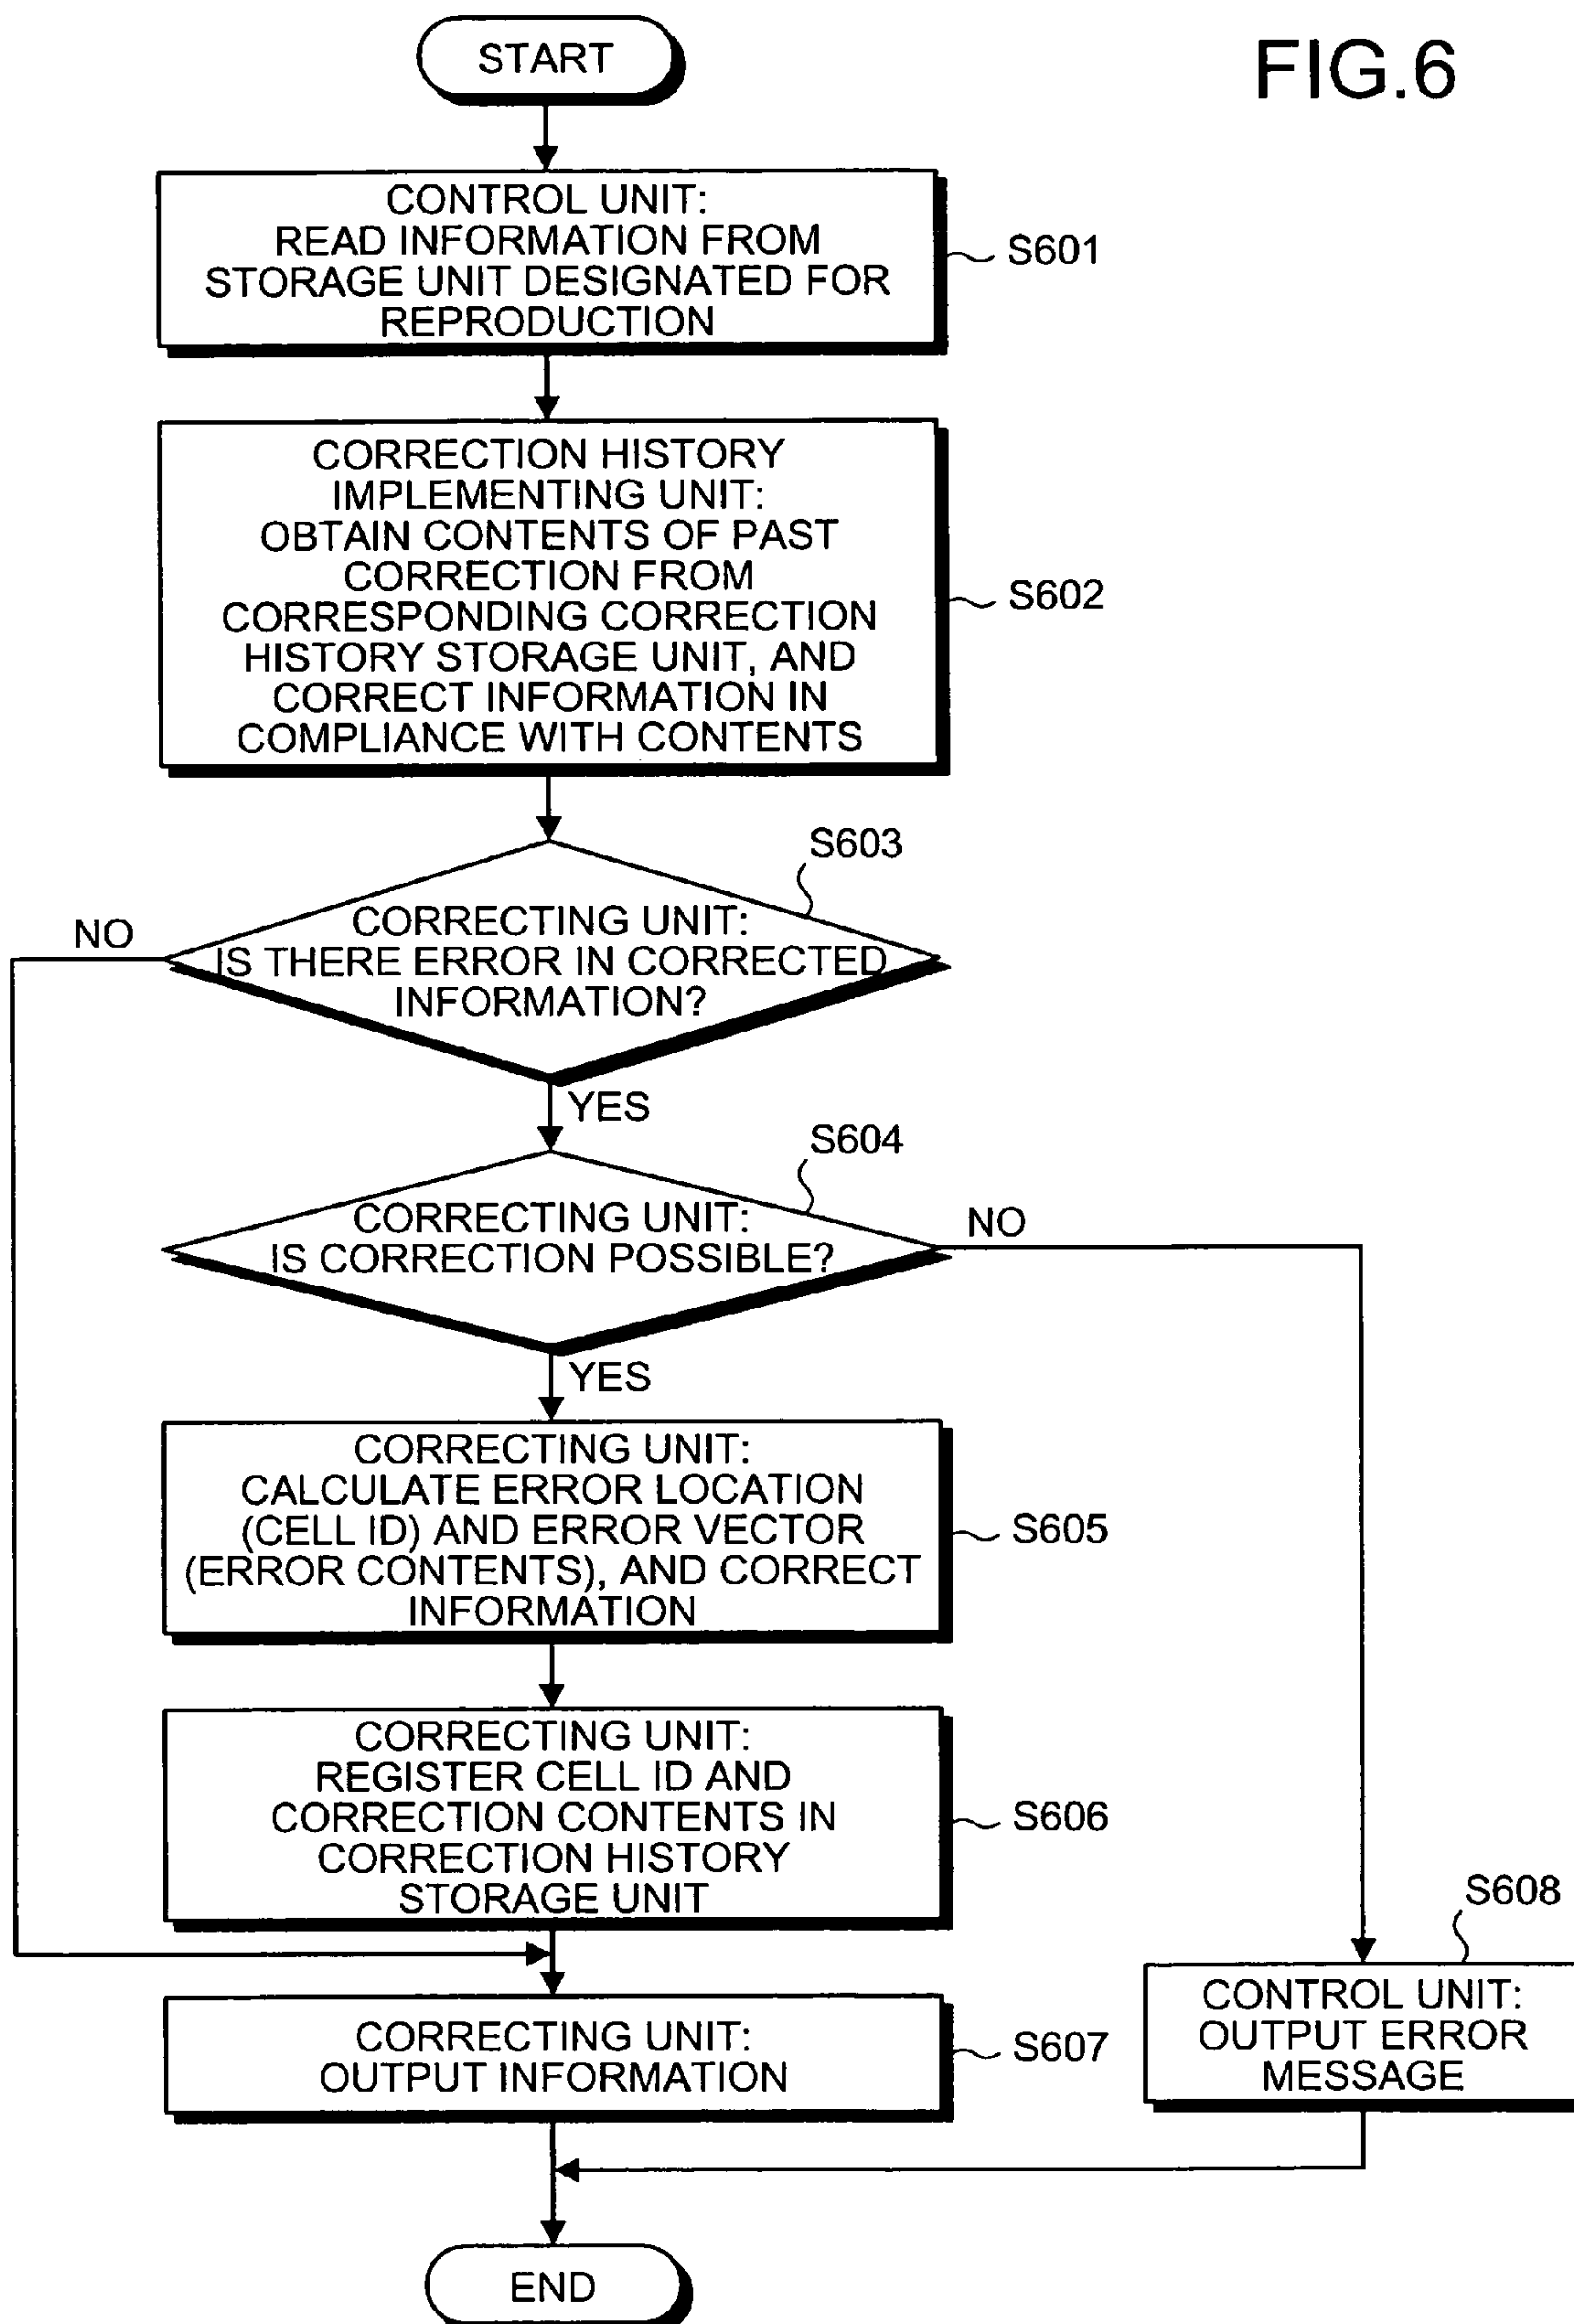 FIG.6
START
CONTROL UNIT:
READ INFORMATION FROM
STORAGE UNIT DESIGNATED FOR
REPRODUCTION
S601
CORRECTION HISTORY
IMPLEMENTING UNIT:
OBTAIN CONTENTS OF PAST
CORRECTION FROM
CORRESPONDING CORRECTION
HISTORY STORAGE UNIT, AND
CORRECT INFORMATION IN
COMPLIANCE WITH CONTENTS
S602
S603
CORRECTING UNIT:
IS THERE ERROR IN CORRECTED
INFORMATION?
NO
YES
S604
CORRECTING UNIT:
IS CORRECTION POSSIBLE?
NO
YES
CORRECTING UNIT:
CALCULATE ERROR LOCATION
(CELL ID) AND ERROR VECTOR
(ERROR CONTENTS), AND CORRECT
INFORMATION
S605
CORRECTING UNIT:
REGISTER CELL ID AND
CORRECTION CONTENTS IN
CORRECTION HISTORY
STORAGE UNIT
S606
CORRECTING UNIT:
OUTPUT INFORMATION
S607
S608
CONTROL UNIT:
OUTPUT ERROR
MESSAGE
END